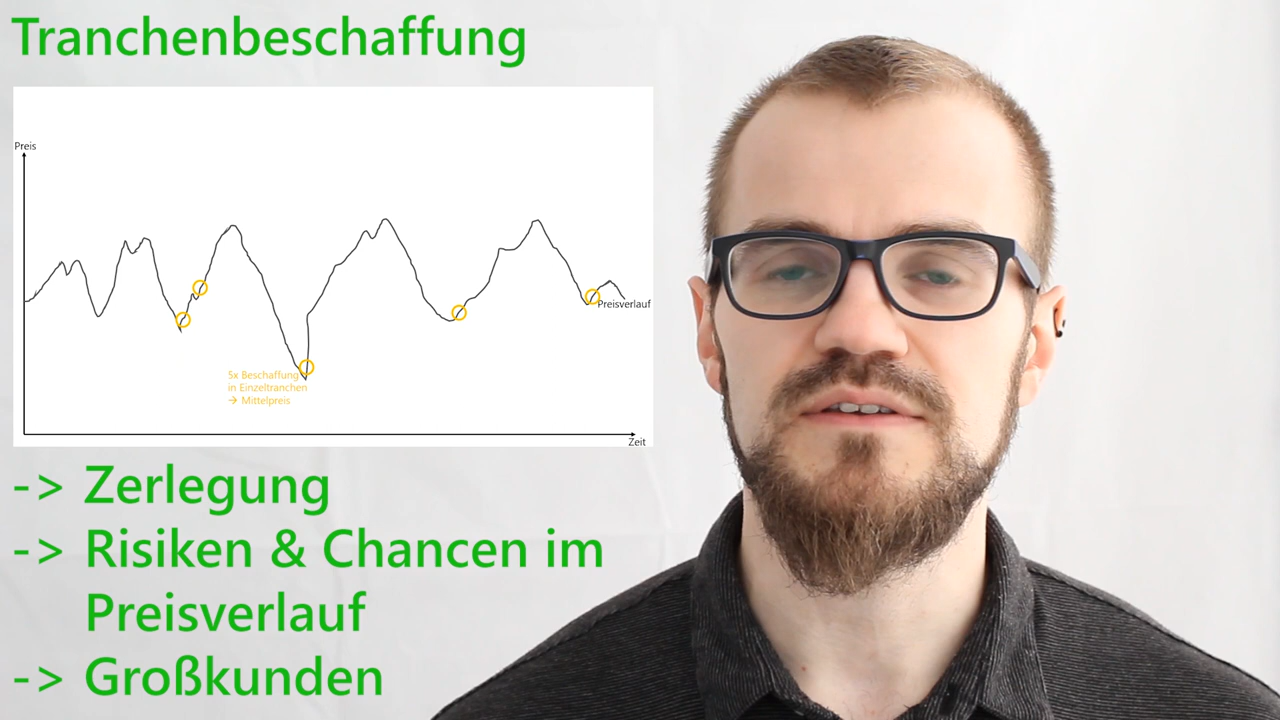 Tranchenbeschaffung
Preis
Preisverlauf
5x Beschaffung
in Einzeltranchen
→ Mittelpreis
Zeit
-> Zerlegung
-> Risiken & Chancen im
Preisverlauf
-> Großkunden